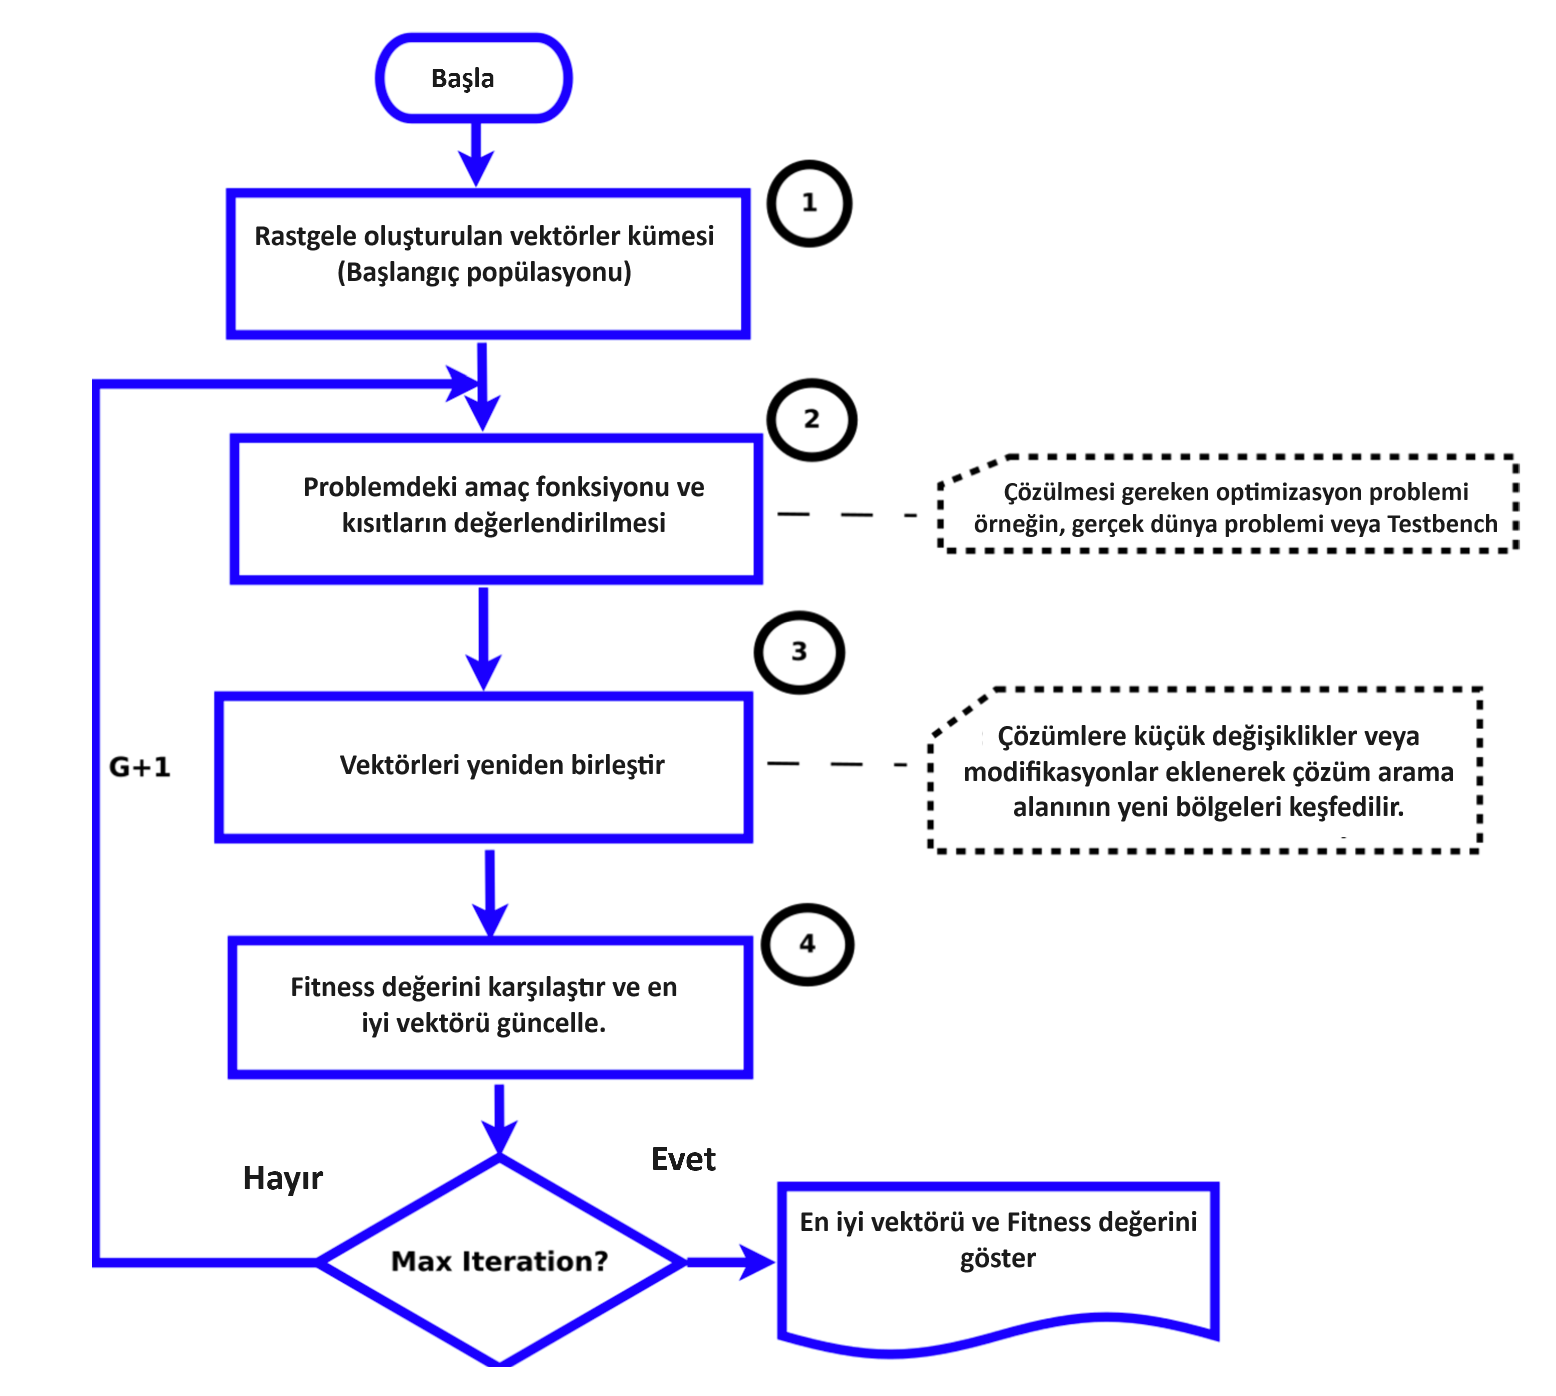 Başla
1
Rastgele oluşturulan vektörler kümesi
(Başlangıç popülasyonu)
2
Problemdeki amaç fonksiyonu ve
kısıtların değerlendirilmesi
Çözülmesi gereken optimizasyon problemi
örneğin, gerçek dünya problemi veya Testbench
3
Vektörleri yeniden birleştir
Çözümlere küçük değişiklikler veya
modifikasyonlar eklenerek çözüm arama
alanının yeni bölgeleri keşfedilir.
G+1
4
Fitness değerini karşılaştır ve en
iyi vektörü güncelle.
Hayır
Evet
Max Iteration?
En iyi vektörü ve Fitness değerini
göster